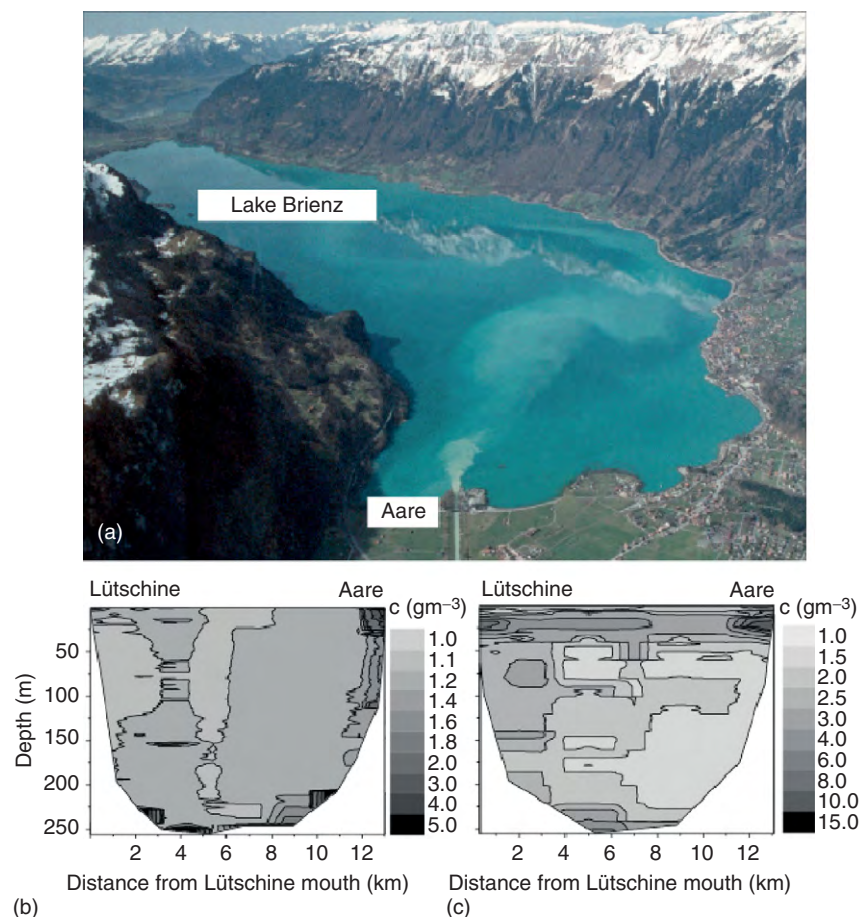 Lake Brienz
Aare
(a)
Lütschine Aare
c (gm⁻³)
1.0
1.1
1.2
1.4
1.6
1.8
2.0
3.0
4.0
5.0
Depth (m)
50
100
150
200
250
2 4 6 8 10 12
Distance from Lütschine mouth (km)
(b)
Lütschine Aare
c (gm⁻³)
1.0
1.5
2.0
2.5
3.0
4.0
6.0
8.0
10.0
15.0
2 4 6 8 10 12
Distance from Lütschine mouth (km)
(c)